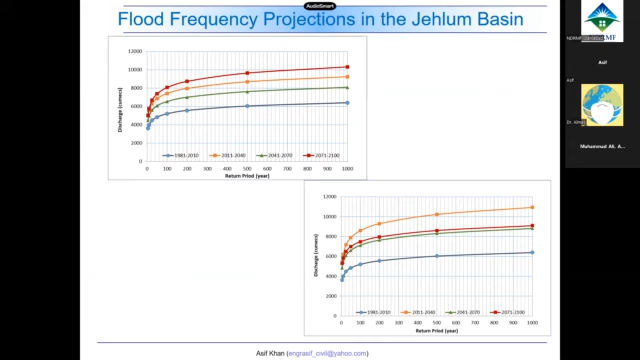 AudioSmart
Flood Frequency Projections in the Jehlum Basin
12000
10000
8000
6000
4000
2000
0
Discharge (cumecs)
0 100 200 300 400 500 600 700 800 900 1000
1981-2010 2011-2040 2041-2070 2071-2100
Return Priod (year)
12000
10000
8000
6000
4000
2000
0
Discharge (cumecs)
0 100 200 300 400 500 600 700 800 900 1000
1981-2010 2011-2040 2041-2070 2071-2100
Return Priod (year)
Asif Khan (engrasif_civil@yahoo.com)
Asif
Asif
Dr. Almas
Muhammad Ali, A...